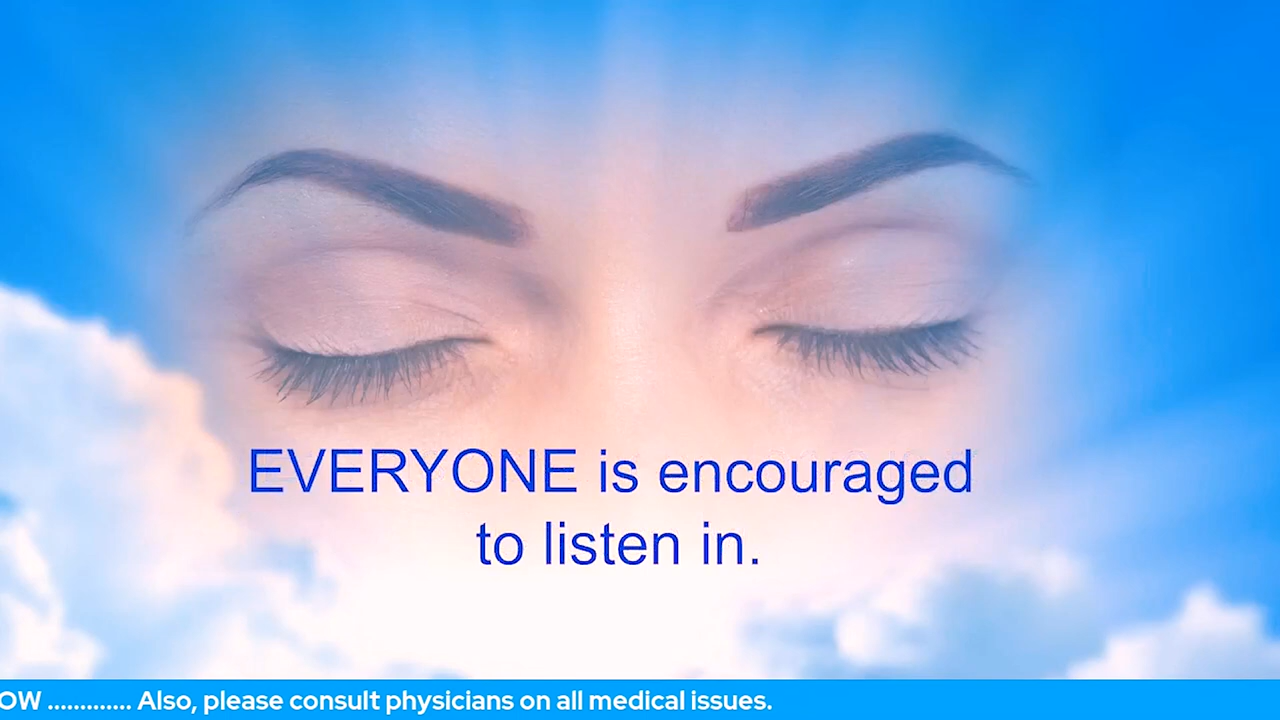 EVERYONE is encouraged
to listen in.
OW ............. Also, please consult physicians on all medical issues.